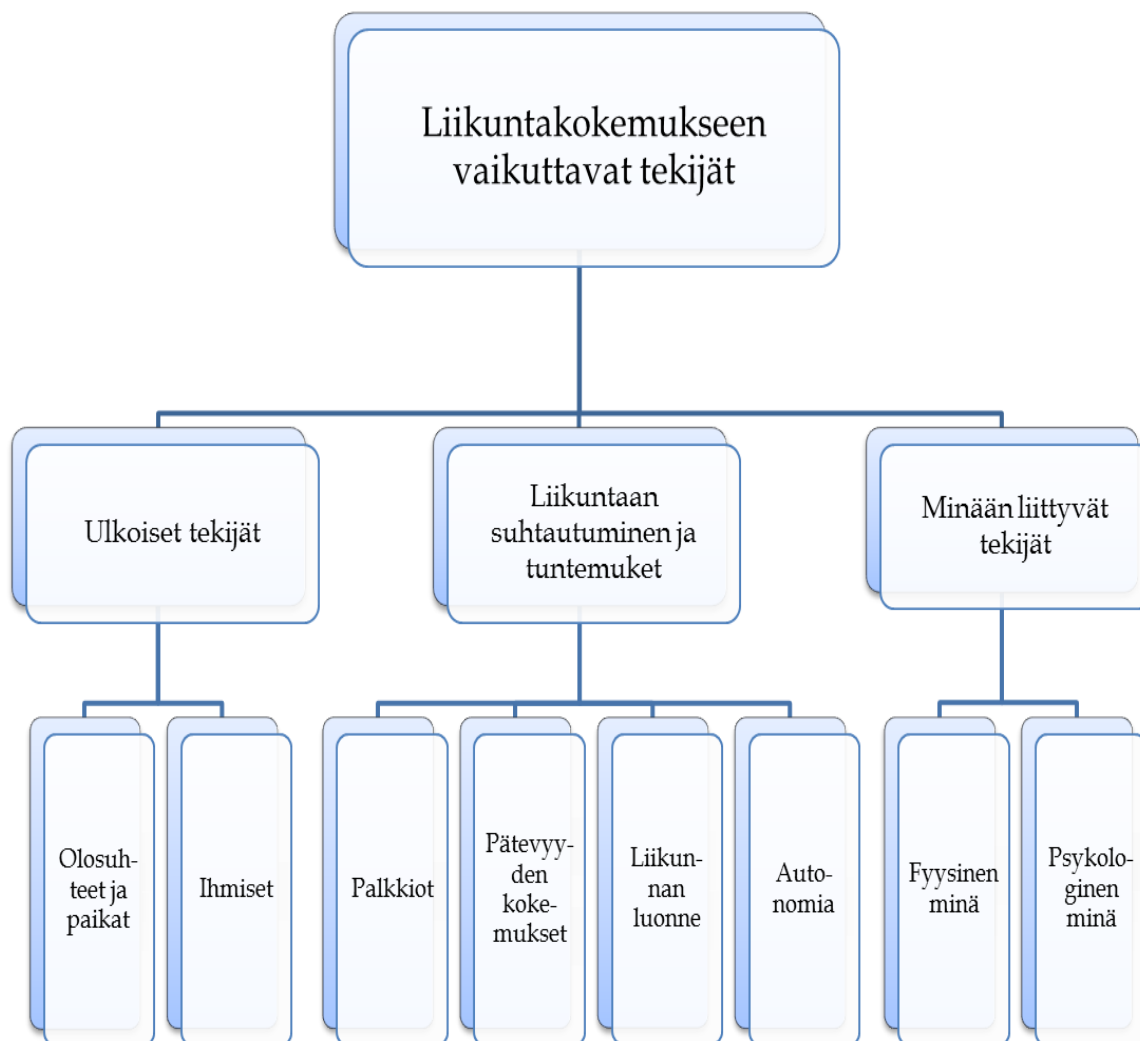 Liikuntakokemukseen
vaikuttavat tekijät
Ulkoiset tekijät
Liikuntaan
suhtautuminen ja
tuntemuket
Minään liittyvät
tekijät
Olosuh-
teet ja
paikat
Ihmiset
Palkkiot
Pätevyy-
den
koke-
mukset
Liikun-
nan
luonne
Auto-
nomia
Fyysinen
minä
Psykolo-
ginen
minä